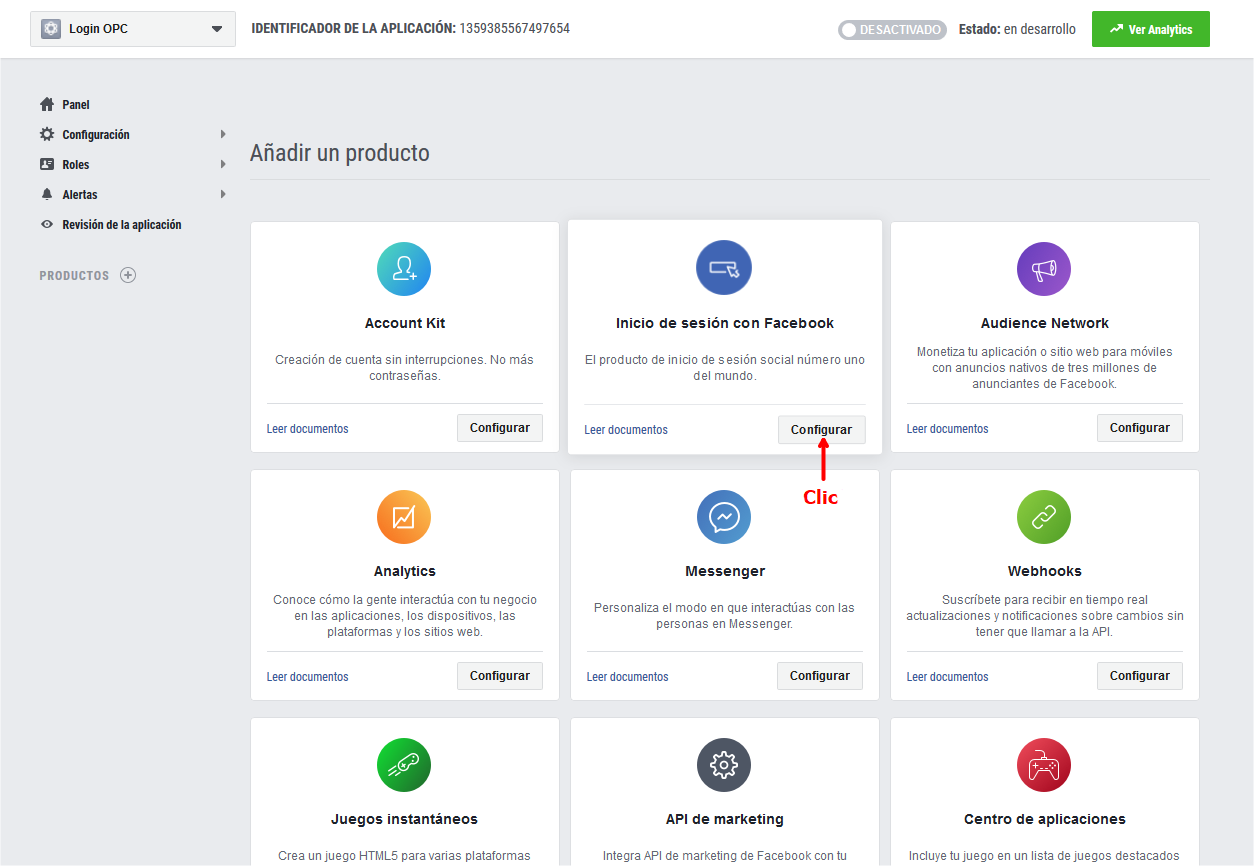 Login OPC
IDENTIFICADOR DE LA APLICACIÓN: 1359385567497654
DESACTIVADO
Estado: en desarrollo
Ver Analytics
Panel
Configuración
Roles
Alertas
Revisión de la aplicación
PRODUCTOS
Añadir un producto
Account Kit
Creación de cuenta sin interrupciones. No más
contraseñas.
Leer documentos
Configurar
Inicio de sesión con Facebook
El producto de inicio de sesión social número uno
del mundo.
Leer documentos
Configurar
Clic
Audience Network
Monetiza tu aplicación o sitio web para móviles
con anuncios nativos de tres millones de
anunciantes de Facebook.
Leer documentos
Configurar
Analytics
Conoce cómo la gente interactúa con tu negocio
en las aplicaciones, los dispositivos, las
plataformas y los sitios web.
Leer documentos
Configurar
Messenger
Personaliza el modo en que interactúas con las
personas en Messenger.
Leer documentos
Configurar
Webhooks
Suscríbete para recibir en tiempo real
actualizaciones y notificaciones sobre cambios sin
tener que llamar a la API.
Leer documentos
Configurar
Juegos instantáneos
Crea un juego HTML5 para varias plataformas
API de marketing
Integra API de marketing de Facebook con tu
Centro de aplicaciones
Incluye tu juego en un lista de juegos destacados